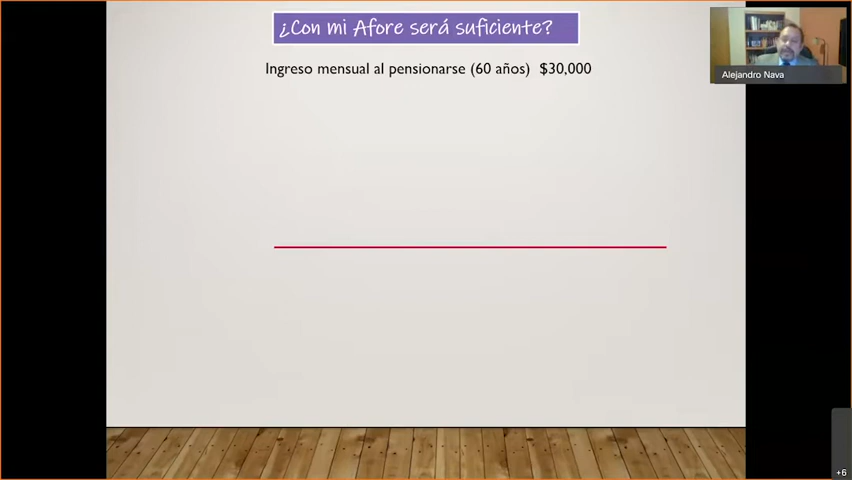 ¿Con mi Afore será suficiente?
Ingreso mensual al pensionarse (60 años) $30,000
Alejandro Nava
+6